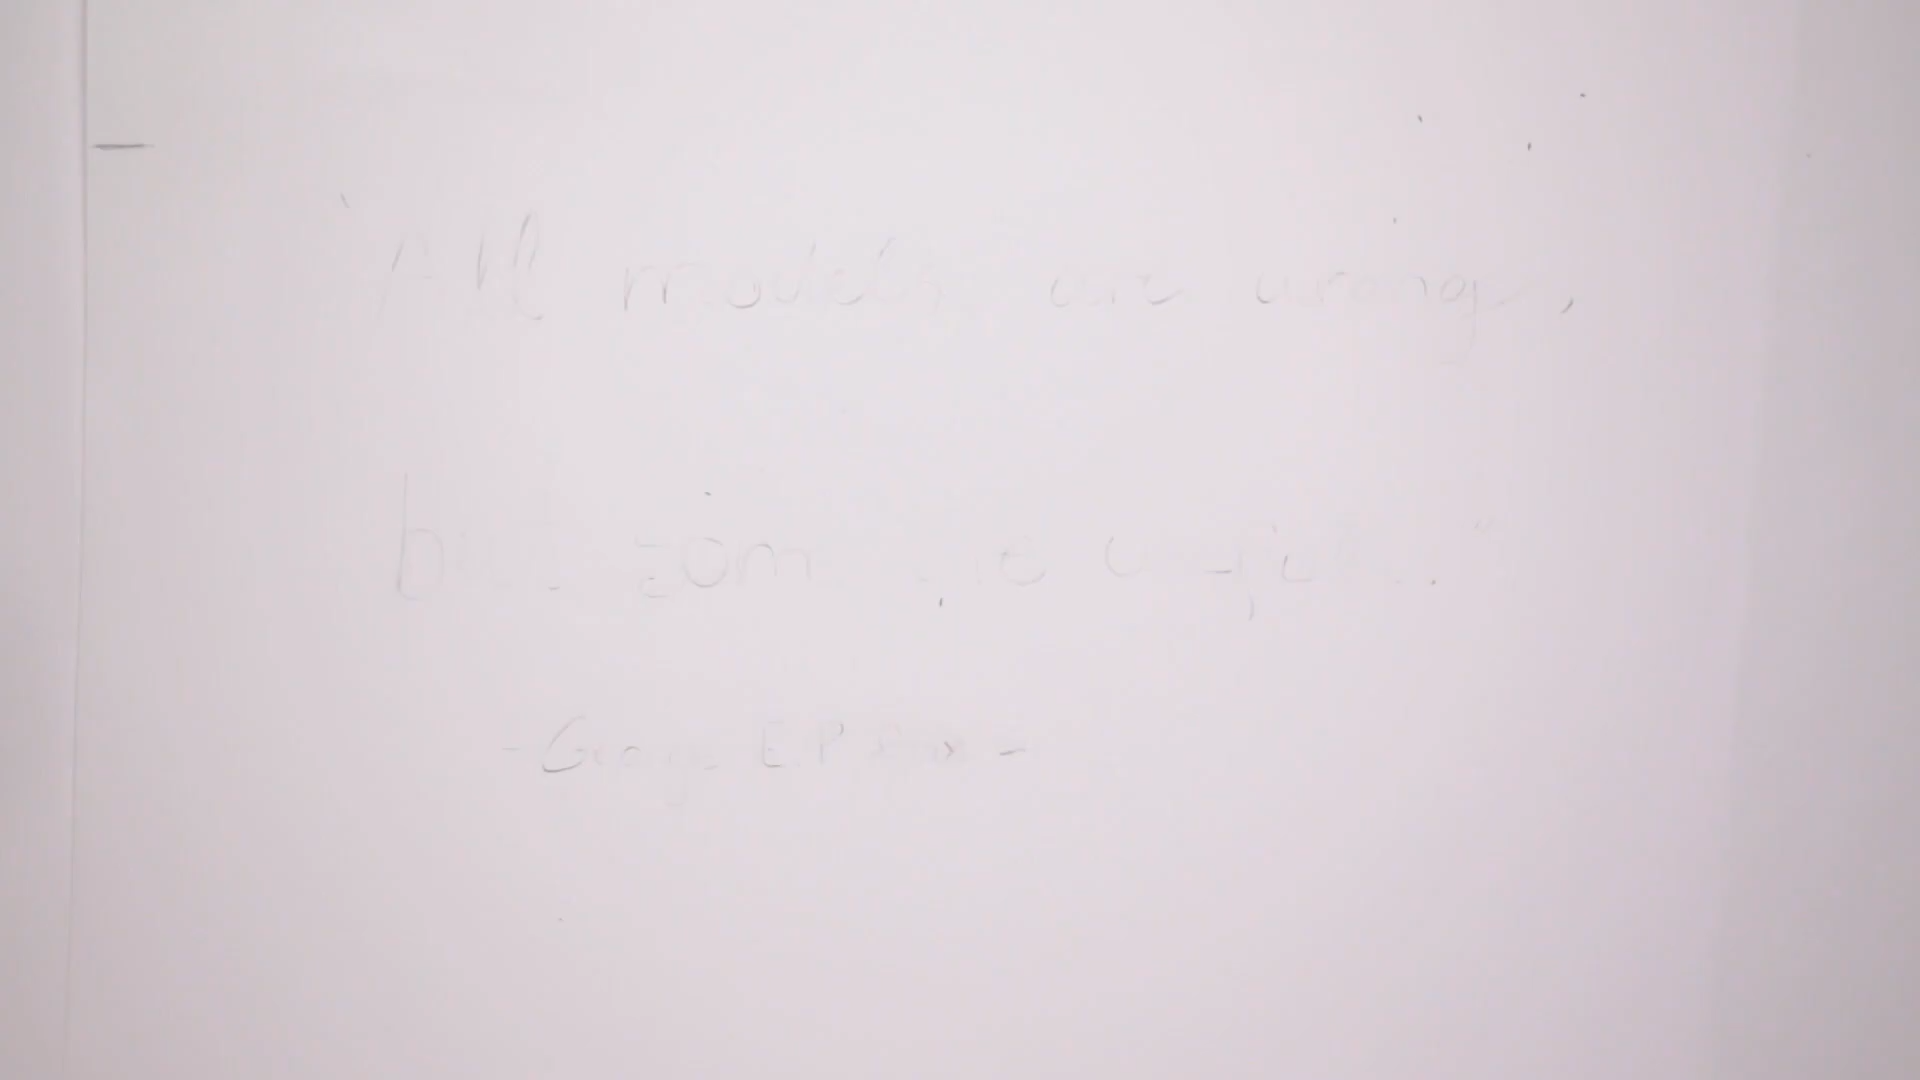 "All models are wrong,
but some are useful."
- George E.P. Box -